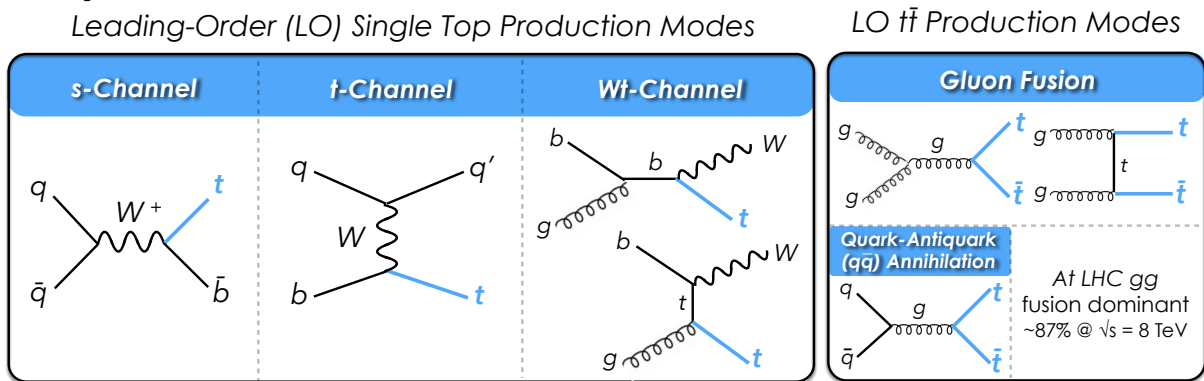 Leading-Order (LO) Single Top Production Modes
LO tt̄ Production Modes
s-Channel
t-Channel
Wt-Channel
Gluon Fusion
q
q̄
W +
t
b̄
q
q'
W
b
t
b
b
W
g
t
b
W
t
g
t
g
g
g
t
t̄
g
g
t
t
t̄
Quark-Antiquark
(qq̄) Annihilation
q
q̄
g
t
t̄
At LHC gg
fusion dominant
~87% @ √s = 8 TeV